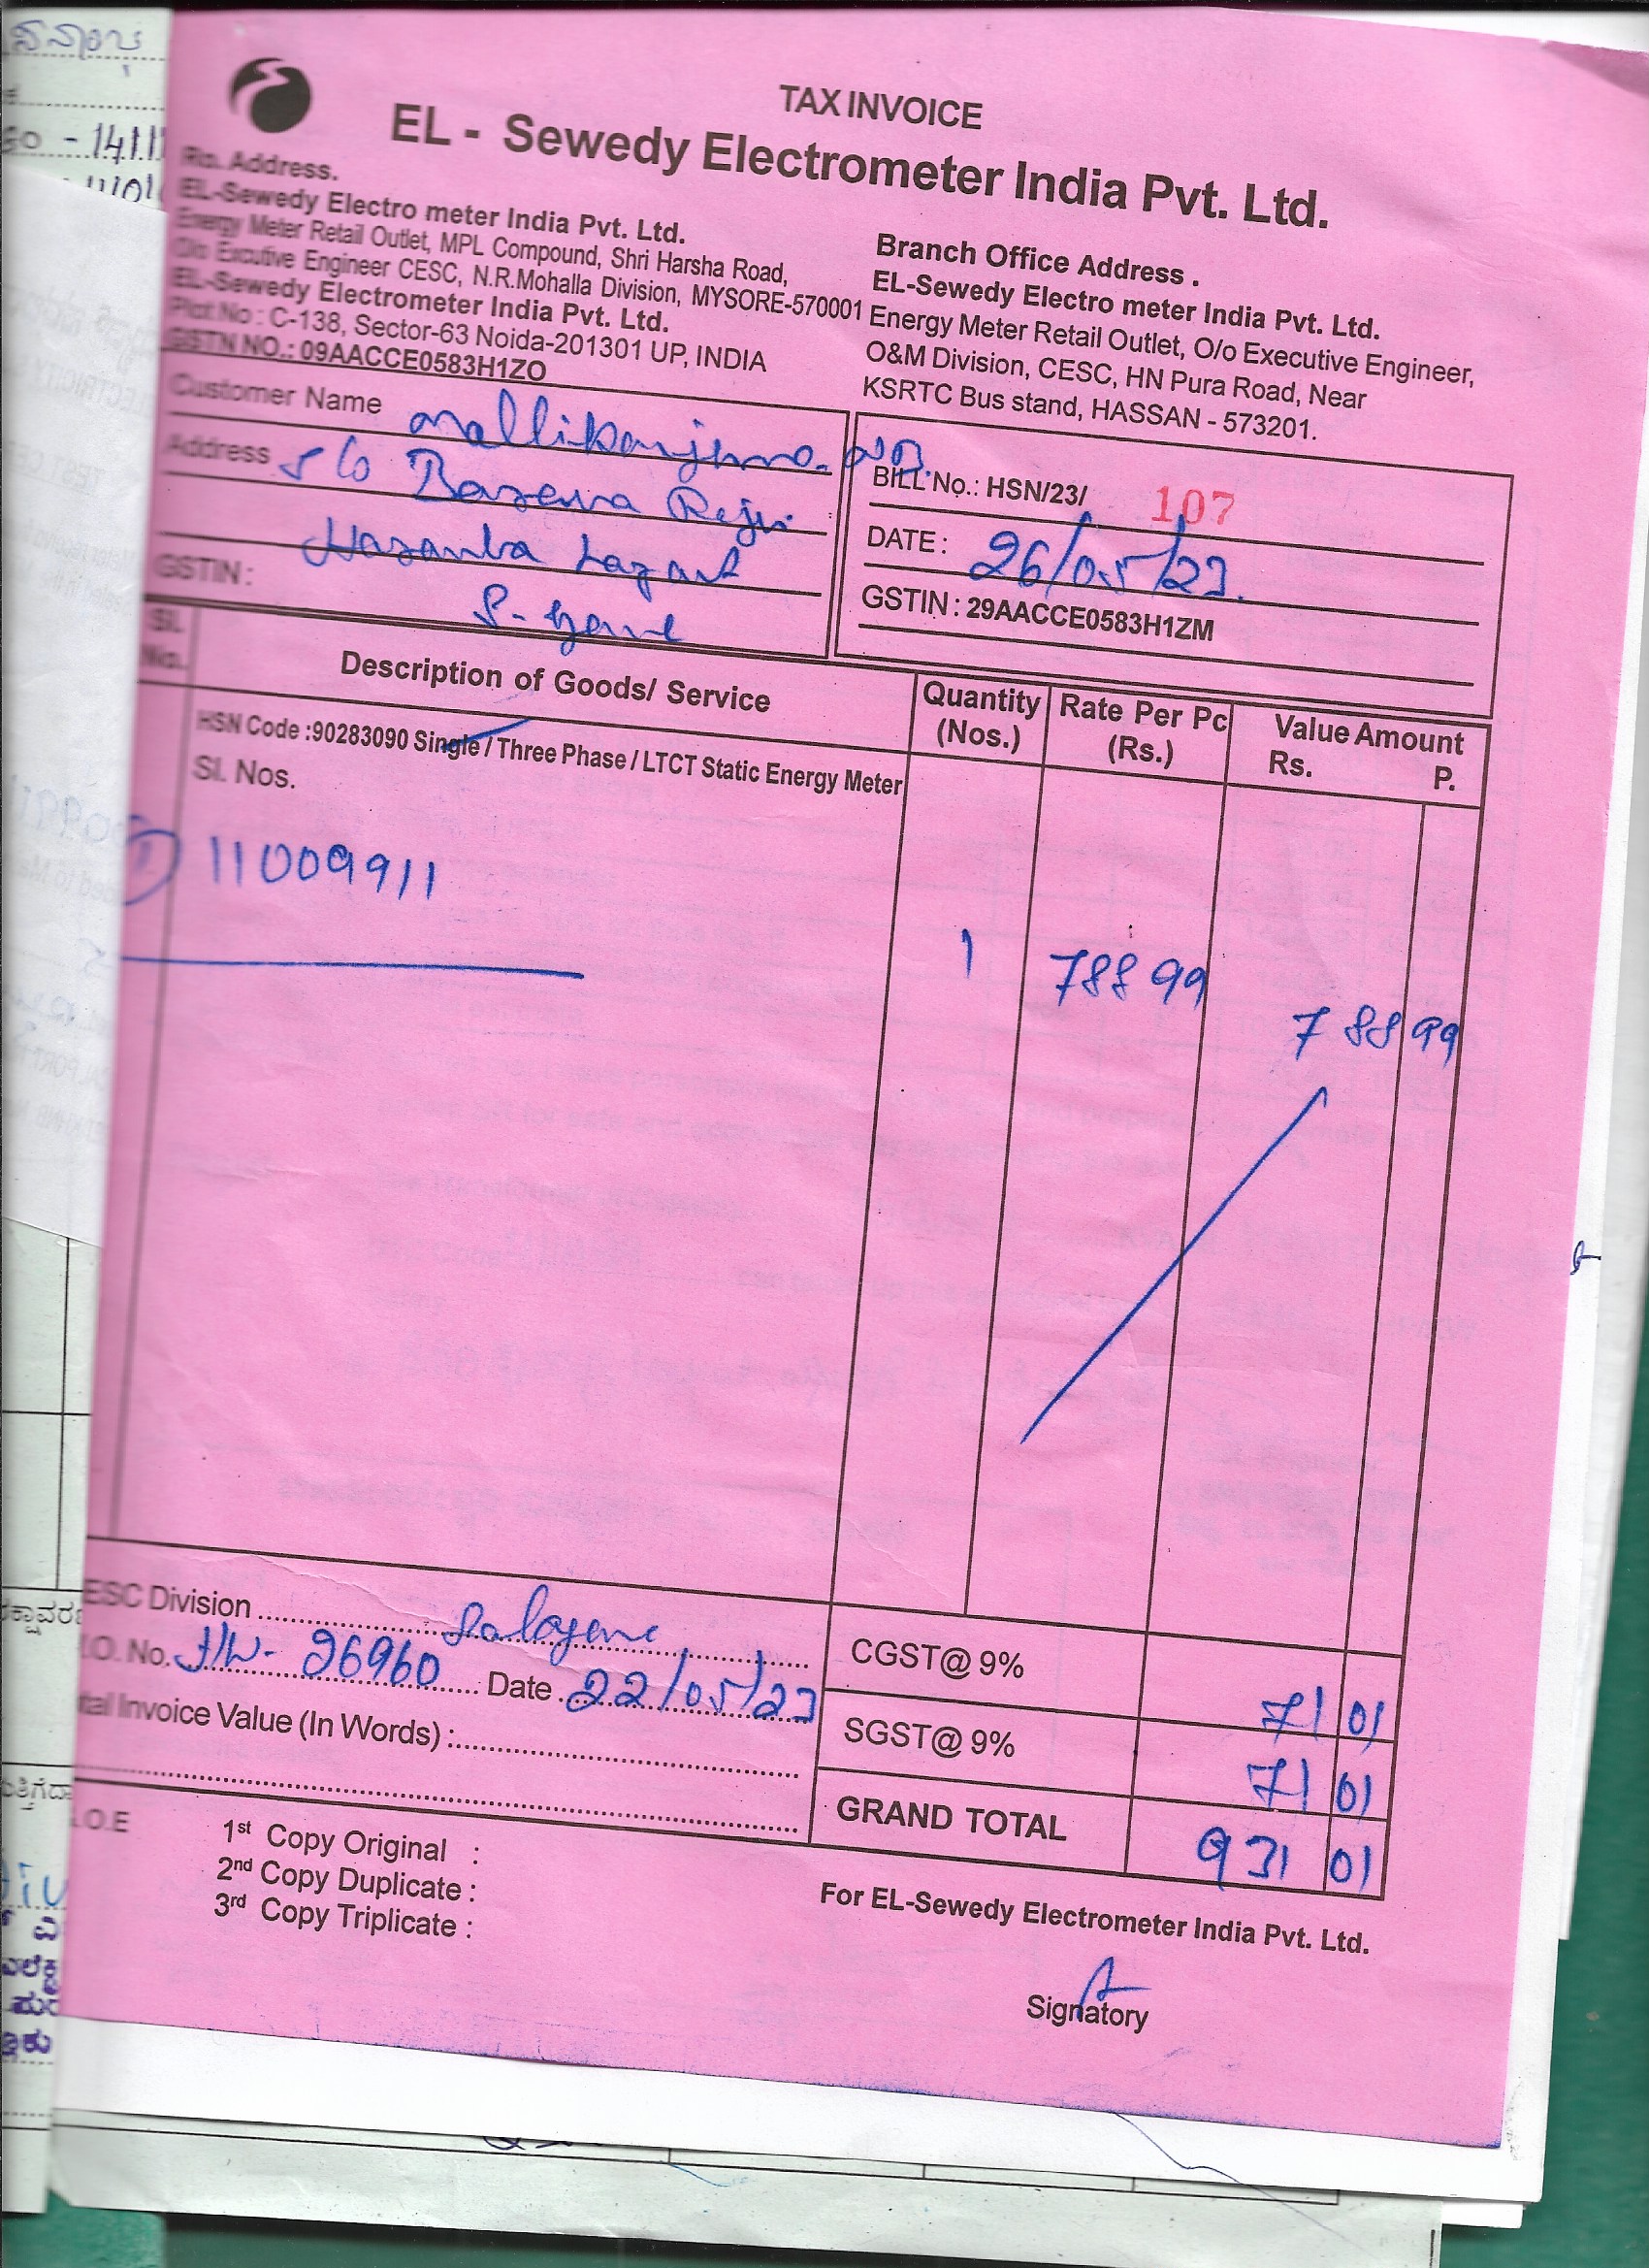 TAX INVOICE
EL - Sewedy Electrometer India Pvt. Ltd.
Ro. Address.
EL-Sewedy Electro meter India Pvt. Ltd.
Energy Meter Retail Outlet, MPL Compound, Shri Harsha Road,
O/o Excutive Engineer CESC, N.R.Mohalla Division, MYSORE-570001
EL-Sewedy Electrometer India Pvt. Ltd.
Plot No : C-138, Sector-63 Noida-201301 UP, INDIA
GSTN NO.: 09AACCE0583H1ZO
Branch Office Address .
EL-Sewedy Electro meter India Pvt. Ltd.
Energy Meter Retail Outlet, O/o Executive Engineer,
O&M Division, CESC, HN Pura Road, Near
KSRTC Bus stand, HASSAN - 573201.
Customer Name
Address S/o
GSTIN :
BILL No.: HSN/23/ 107
DATE : 26/05/23.
GSTIN : 29AACCE0583H1ZM
Sl. No. Description of Goods/ Service Quantity (Nos.) Rate Per Pc (Rs.) Value Amount Rs. P.
HSN Code :90283090 Single / Three Phase / LTCT Static Energy Meter
Sl. Nos.
1) 11009911
1 788 99 788 99
ESC Division
.O. No. 26960 Date 22/05/23
tal Invoice Value (In Words) :
CGST@ 9% 71 01
SGST@ 9% 71 01
GRAND TOTAL 931 01
.O.E
1st Copy Original :
2nd Copy Duplicate :
3rd Copy Triplicate :
For EL-Sewedy Electrometer India Pvt. Ltd.
Signatory